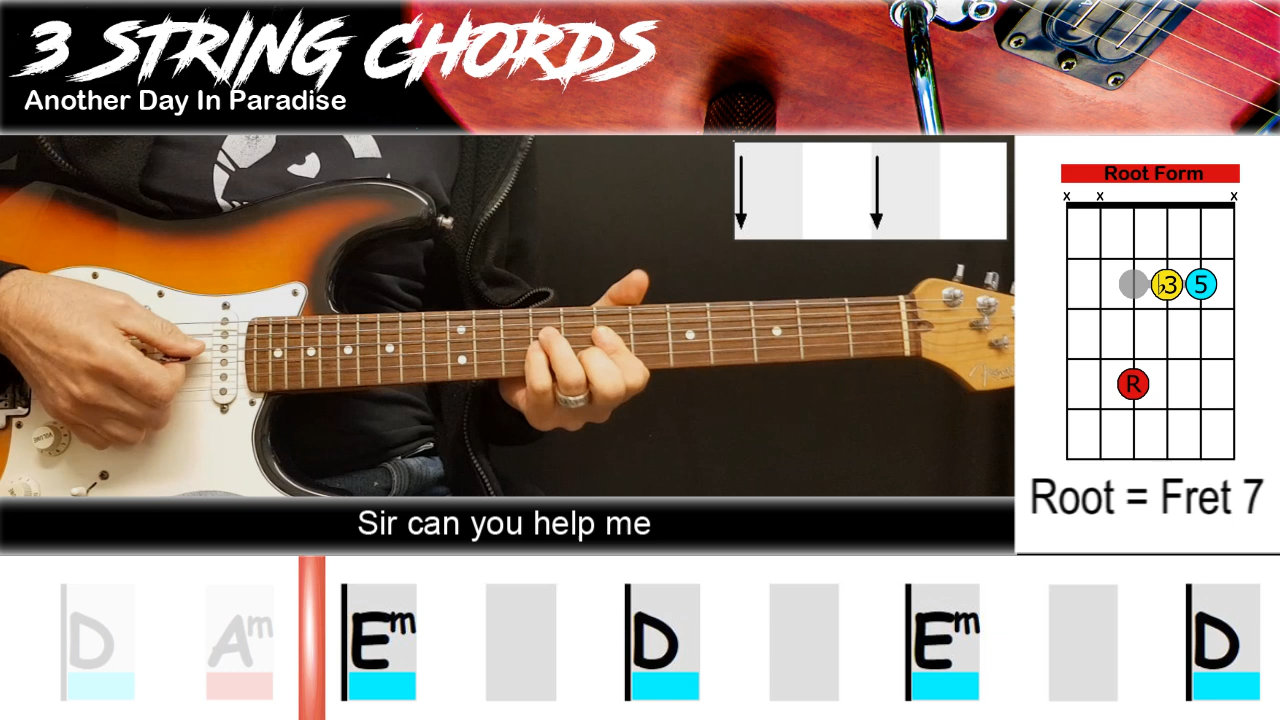 3 STRING CHORDS
Another Day In Paradise
Root Form
x x x
♭3 5
R
Root = Fret 7
Sir can you help me
D Am Em D Em D